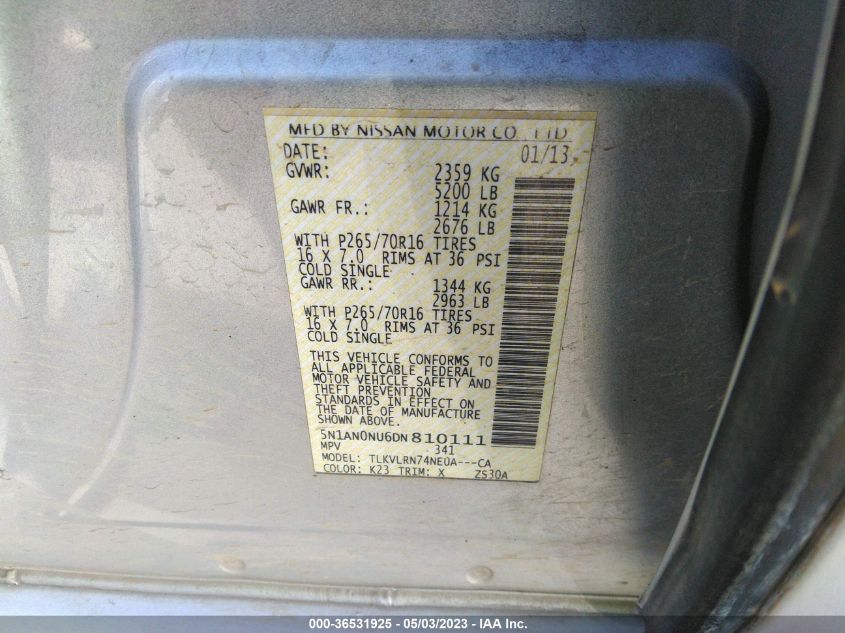 MFD BY NISSAN MOTOR CO., LTD.
DATE: 01/13
GVWR: 2359 KG
5200 LB
GAWR FR.: 1214 KG
2676 LB
WITH P265/70R16 TIRES
16 X 7.0 RIMS AT 36 PSI
COLD SINGLE
GAWR RR.: 1344 KG
2963 LB
WITH P265/70R16 TIRES
16 X 7.0 RIMS AT 36 PSI
COLD SINGLE
THIS VEHICLE CONFORMS TO
ALL APPLICABLE FEDERAL
MOTOR VEHICLE SAFETY AND
THEFT PREVENTION
STANDARDS IN EFFECT ON
THE DATE OF MANUFACTURE
SHOWN ABOVE.
5N1AN0NU6DN810111
MPV 341
MODEL: TLKVLRN74NEUA---CA
COLOR: K23 TRIM: X ZS30A
000-36531925 - 05/03/2023 - IAA Inc.